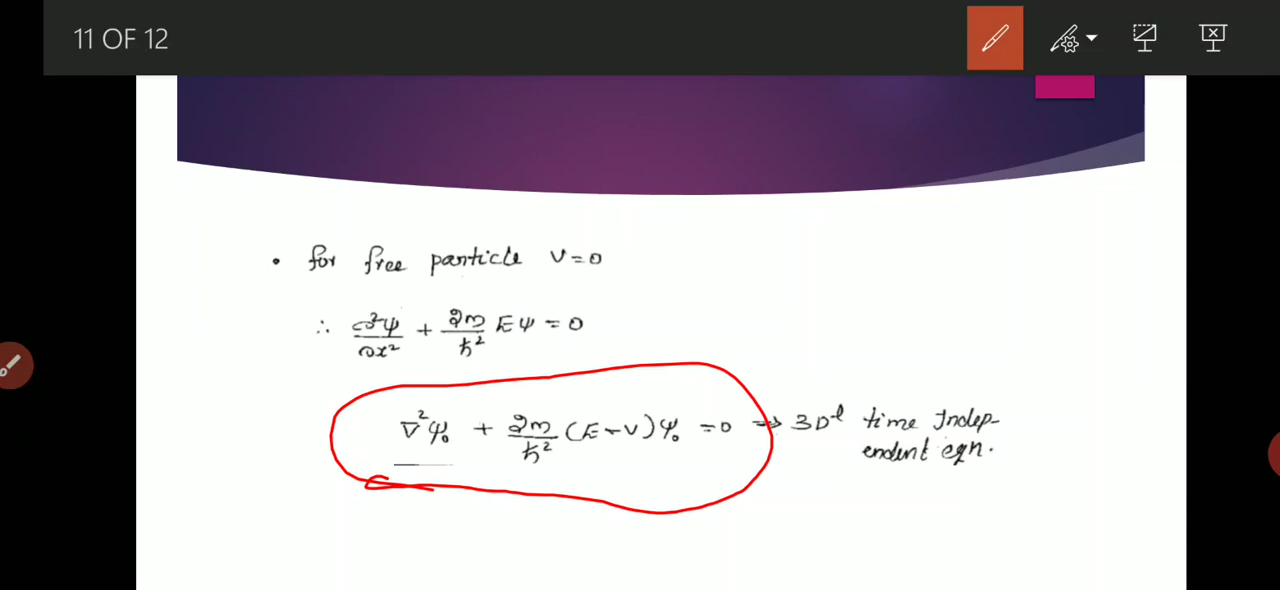 11 OF 12
• for free particle V = 0
∴ ∂²ψ/∂x² + 2m/ħ² Eψ = 0
∇²ψ₀ + 2m/ħ² (E - V)ψ₀ = 0 ⇒ 3Dˡ time Indep-
endent eqn.